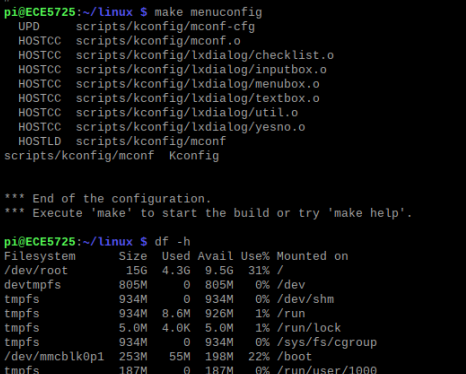 pi@ECE5725:~/linux $ make menuconfig
  UPD     scripts/kconfig/mconf-cfg
  HOSTCC  scripts/kconfig/mconf.o
  HOSTCC  scripts/kconfig/lxdialog/checklist.o
  HOSTCC  scripts/kconfig/lxdialog/inputbox.o
  HOSTCC  scripts/kconfig/lxdialog/menubox.o
  HOSTCC  scripts/kconfig/lxdialog/textbox.o
  HOSTCC  scripts/kconfig/lxdialog/util.o
  HOSTCC  scripts/kconfig/lxdialog/yesno.o
  HOSTLD  scripts/kconfig/mconf
scripts/kconfig/mconf  Kconfig
*** End of the configuration.
*** Execute 'make' to start the build or try 'make help'.
pi@ECE5725:~/linux $ df -h
Filesystem      Size  Used Avail Use% Mounted on
/dev/root        15G  4.3G  9.5G  31% /
devtmpfs        805M     0  805M   0% /dev
tmpfs           934M     0  934M   0% /dev/shm
tmpfs           934M  8.6M  926M   1% /run
tmpfs           5.0M  4.0K  5.0M   1% /run/lock
tmpfs           934M     0  934M   0% /sys/fs/cgroup
/dev/mmcblk0p1  253M   55M  198M  22% /boot
tmpfs           187M     0  187M   0% /run/user/1000